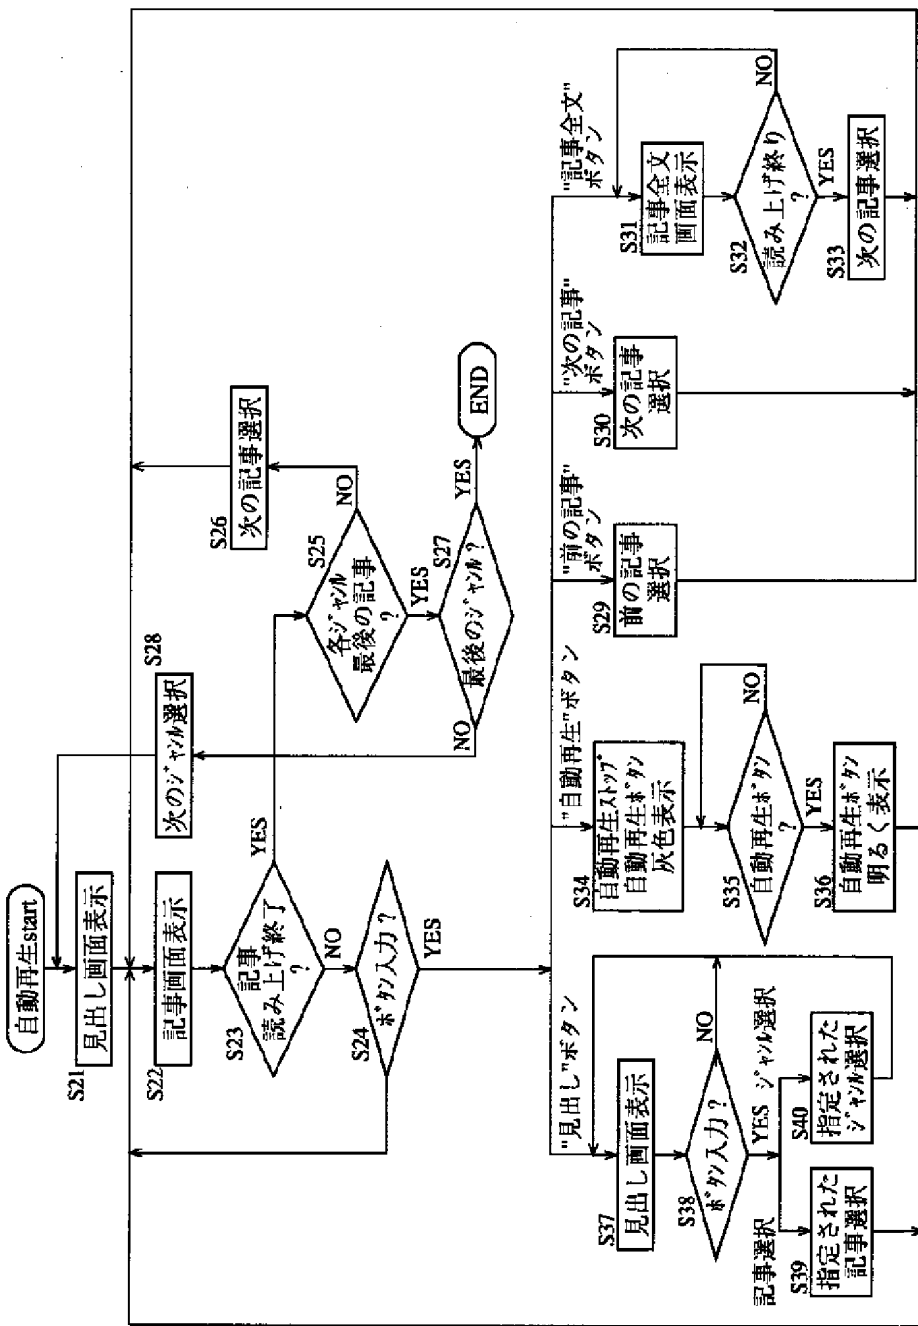 自動再生start
S21
見出し画面表示
S22
記事画面表示
S23
記事
読み上げ終了
?
YES
NO
S24
ボタン入力?
YES
S28
次のジャンル選択
S26
次の記事選択
S25
各ジャンル
最後の記事
?
NO
YES
S27
最後のジャンル?
NO
YES
END
"見出し"ボタン
S37
見出し画面表示
S38
ボタン入力?
NO
YES
記事選択
ジャンル選択
S39
指定された
記事選択
S40
指定された
ジャンル選択
"自動再生"ボタン
S34
自動再生ストップ
自動再生ボタン
灰色表示
S35
自動再生ボタン
?
NO
YES
S36
自動再生ボタン
明るく表示
"前の記事"
ボタン
S29
前の記事
選択
"次の記事"
ボタン
S30
次の記事
選択
"記事全文"
ボタン
S31
記事全文
画面表示
S32
読み上げ終り
?
NO
YES
S33
次の記事選択